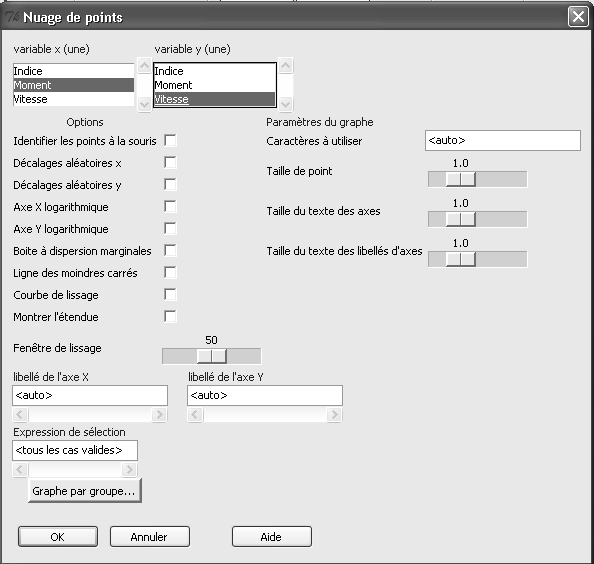 Nuage de points
variable x (une)
variable y (une)
Indice
Moment
Vitesse
Indice
Moment
Vitesse
Options
Identifier les points à la souris
Décalages aléatoires x
Décalages aléatoires y
Axe X logarithmique
Axe Y logarithmique
Boite à dispersion marginales
Ligne des moindres carrés
Courbe de lissage
Montrer l'étendue
Paramètres du graphe
Caractères à utiliser
<auto>
Taille de point
1.0
Taille du texte des axes
1.0
Taille du texte des libellés d'axes
1.0
Fenêtre de lissage
50
libellé de l'axe X
libellé de l'axe Y
<auto>
<auto>
Expression de sélection
<tous les cas valides>
Graphe par groupe...
OK
Annuler
Aide